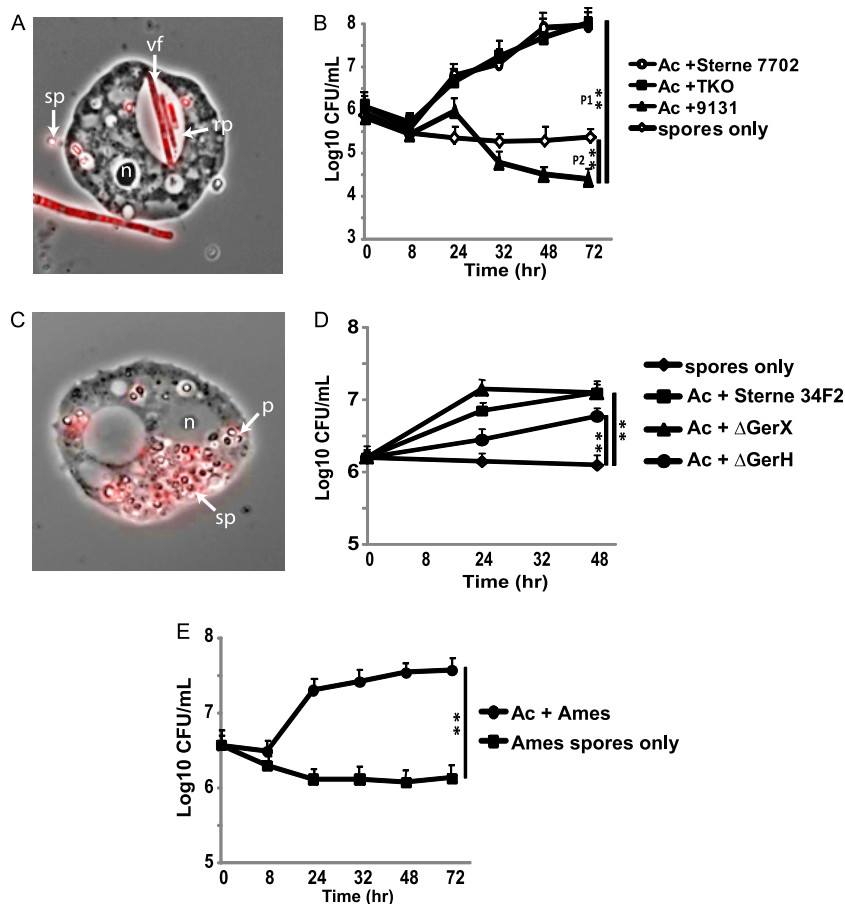 A
vf
sp
rp
n
B
Log10 CFU/mL
8
7
6
5
4
3
0
8
24
32
48
72
Time (hr)
P1
**
P2
**
Ac +Sterne 7702
Ac +TKO
Ac +9131
spores only
C
n
p
sp
D
Log10 CFU/mL
8
7
6
5
0
8
24
32
48
Time (hr)
**
**
spores only
Ac + Sterne 34F2
Ac + ΔGerX
Ac + ΔGerH
E
Log10 CFU/mL
8
7
6
5
0
8
24
32
48
72
Time (hr)
**
Ac + Ames
Ames spores only